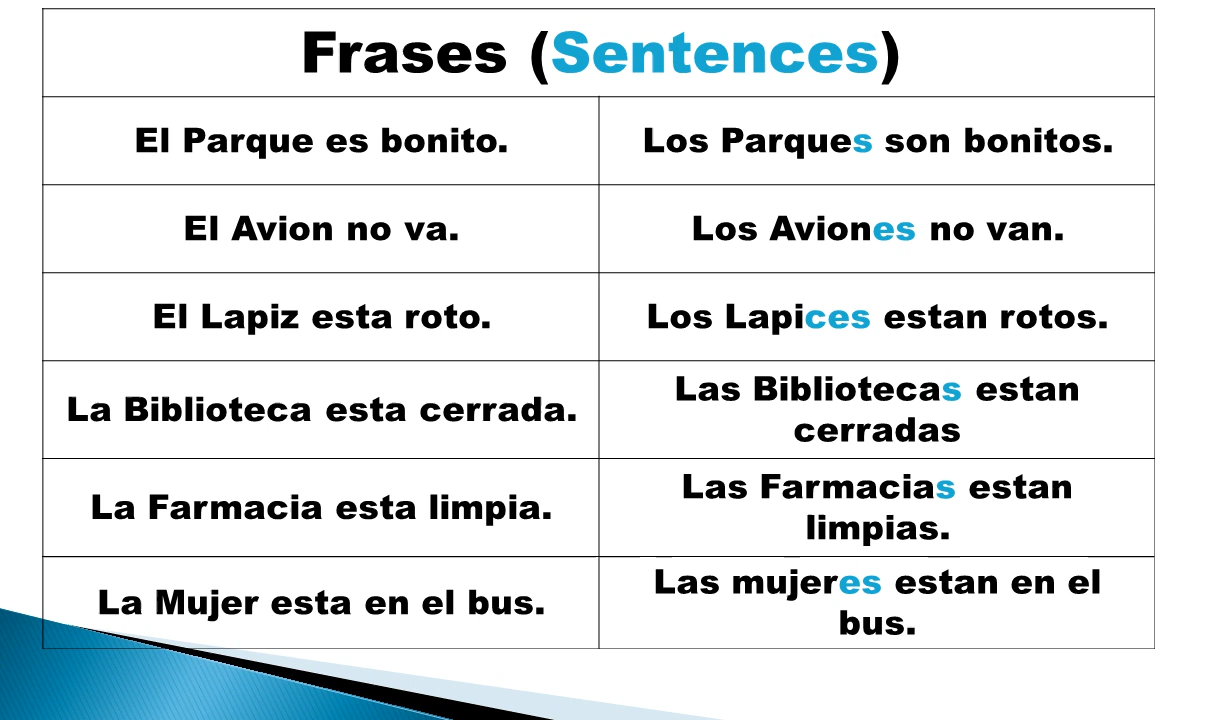 Frases (Sentences)
El Parque es bonito.
Los Parques son bonitos.
El Avion no va.
Los Aviones no van.
El Lapiz esta roto.
Los Lapices estan rotos.
La Biblioteca esta cerrada.
Las Bibliotecas estan
cerradas
La Farmacia esta limpia.
Las Farmacias estan
limpias.
La Mujer esta en el bus.
Las mujeres estan en el
bus.